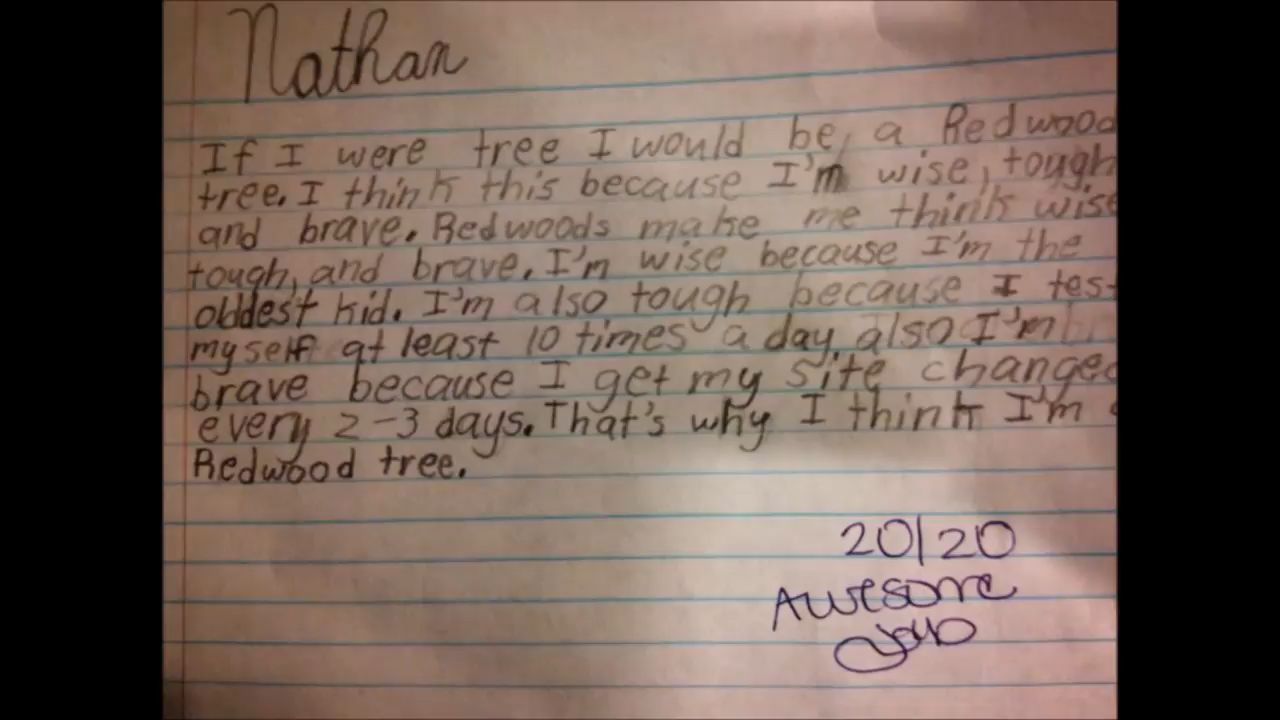 Nathan
If I were tree I would be, a Redwood
tree. I think this because I'm wise, tough
and brave. Redwoods make me think wise
tough, and brave. I'm wise because I'm the
oldest kid. I'm also tough because I test
myself at least 10 times a day, also I'm
brave because I get my site changed
every 2-3 days. That's why I think I'm a
Redwood tree.
20/20
Awesome
Job